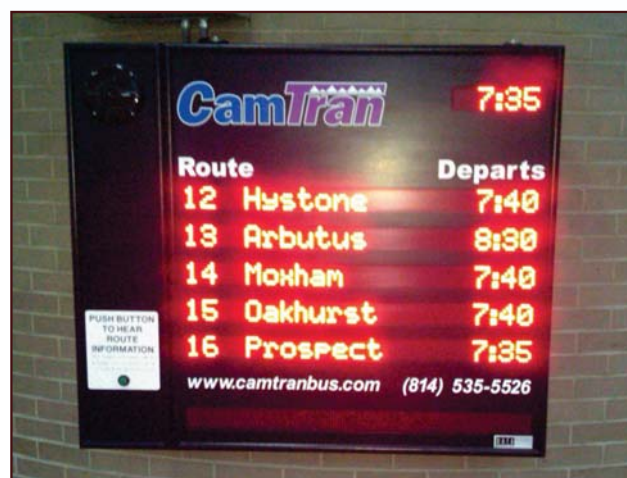 CamTran 7:35
Route Departs
12 Hystone 7:40
13 Arbutus 8:30
14 Moxham 7:40
15 Oakhurst 7:40
16 Prospect 7:35
www.camtranbus.com (814) 535-5526
PUSH BUTTON
TO HEAR
ROUTE
INFORMATION